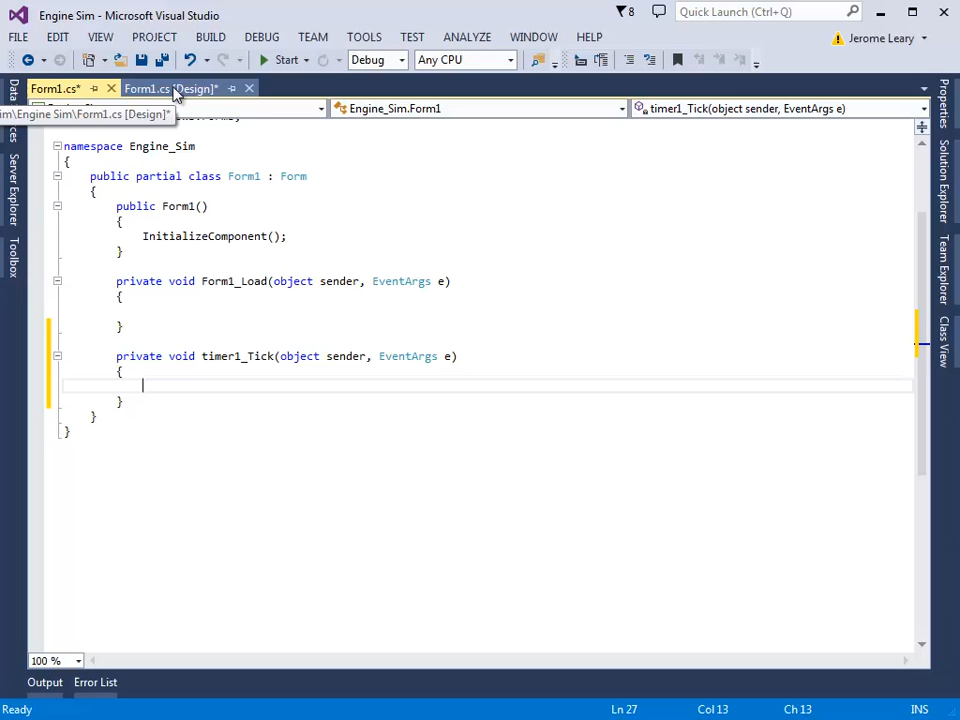 Engine Sim - Microsoft Visual Studio
8
Quick Launch (Ctrl+Q)
FILE EDIT VIEW PROJECT BUILD DEBUG TEAM TOOLS TEST ANALYZE WINDOW HELP
Jerome Leary
Start Debug Any CPU
Form1.cs* Form1.cs [Design]*
Engine_Sim.Form1 timer1_Tick(object sender, EventArgs e)
im\Engine Sim\Form1.cs [Design]*
namespace Engine_Sim
{
public partial class Form1 : Form
{
public Form1()
{
InitializeComponent();
}
private void Form1_Load(object sender, EventArgs e)
{
}
private void timer1_Tick(object sender, EventArgs e)
{
}
}
}
Server Explorer
Toolbox
Properties
Solution Explorer
Team Explorer
Class View
100 %
Output Error List
Ready Ln 27 Col 13 Ch 13 INS